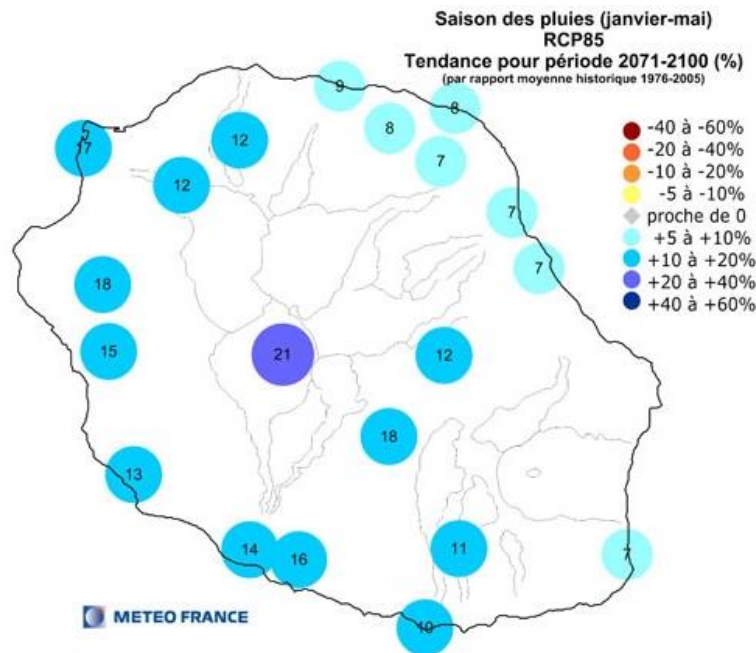 Saison des pluies (janvier-mai)
RCP85
Tendance pour période 2071-2100 (%)
(par rapport moyenne historique 1976-2005)
9
8
8
12
17
7
12
-40 à -60%
-20 à -40%
-10 à -20%
-5 à -10%
proche de 0
+5 à +10%
+10 à +20%
+20 à +40%
+40 à +60%
7
7
18
15
21
12
18
13
14
16
11
7
10
METEO FRANCE